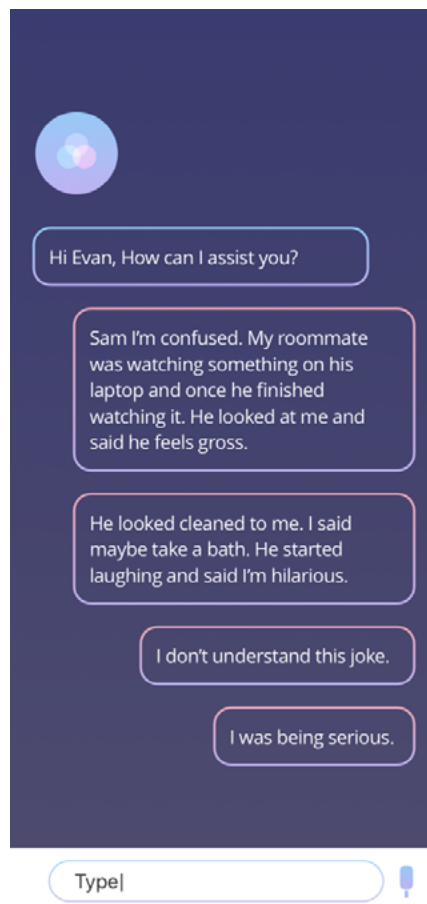 Hi Evan, How can I assist you?
Sam I'm confused. My roommate
was watching something on his
laptop and once he finished
watching it. He looked at me and
said he feels gross.
He looked cleaned to me. I said
maybe take a bath. He started
laughing and said I'm hilarious.
I don't understand this joke.
I was being serious.
Type|